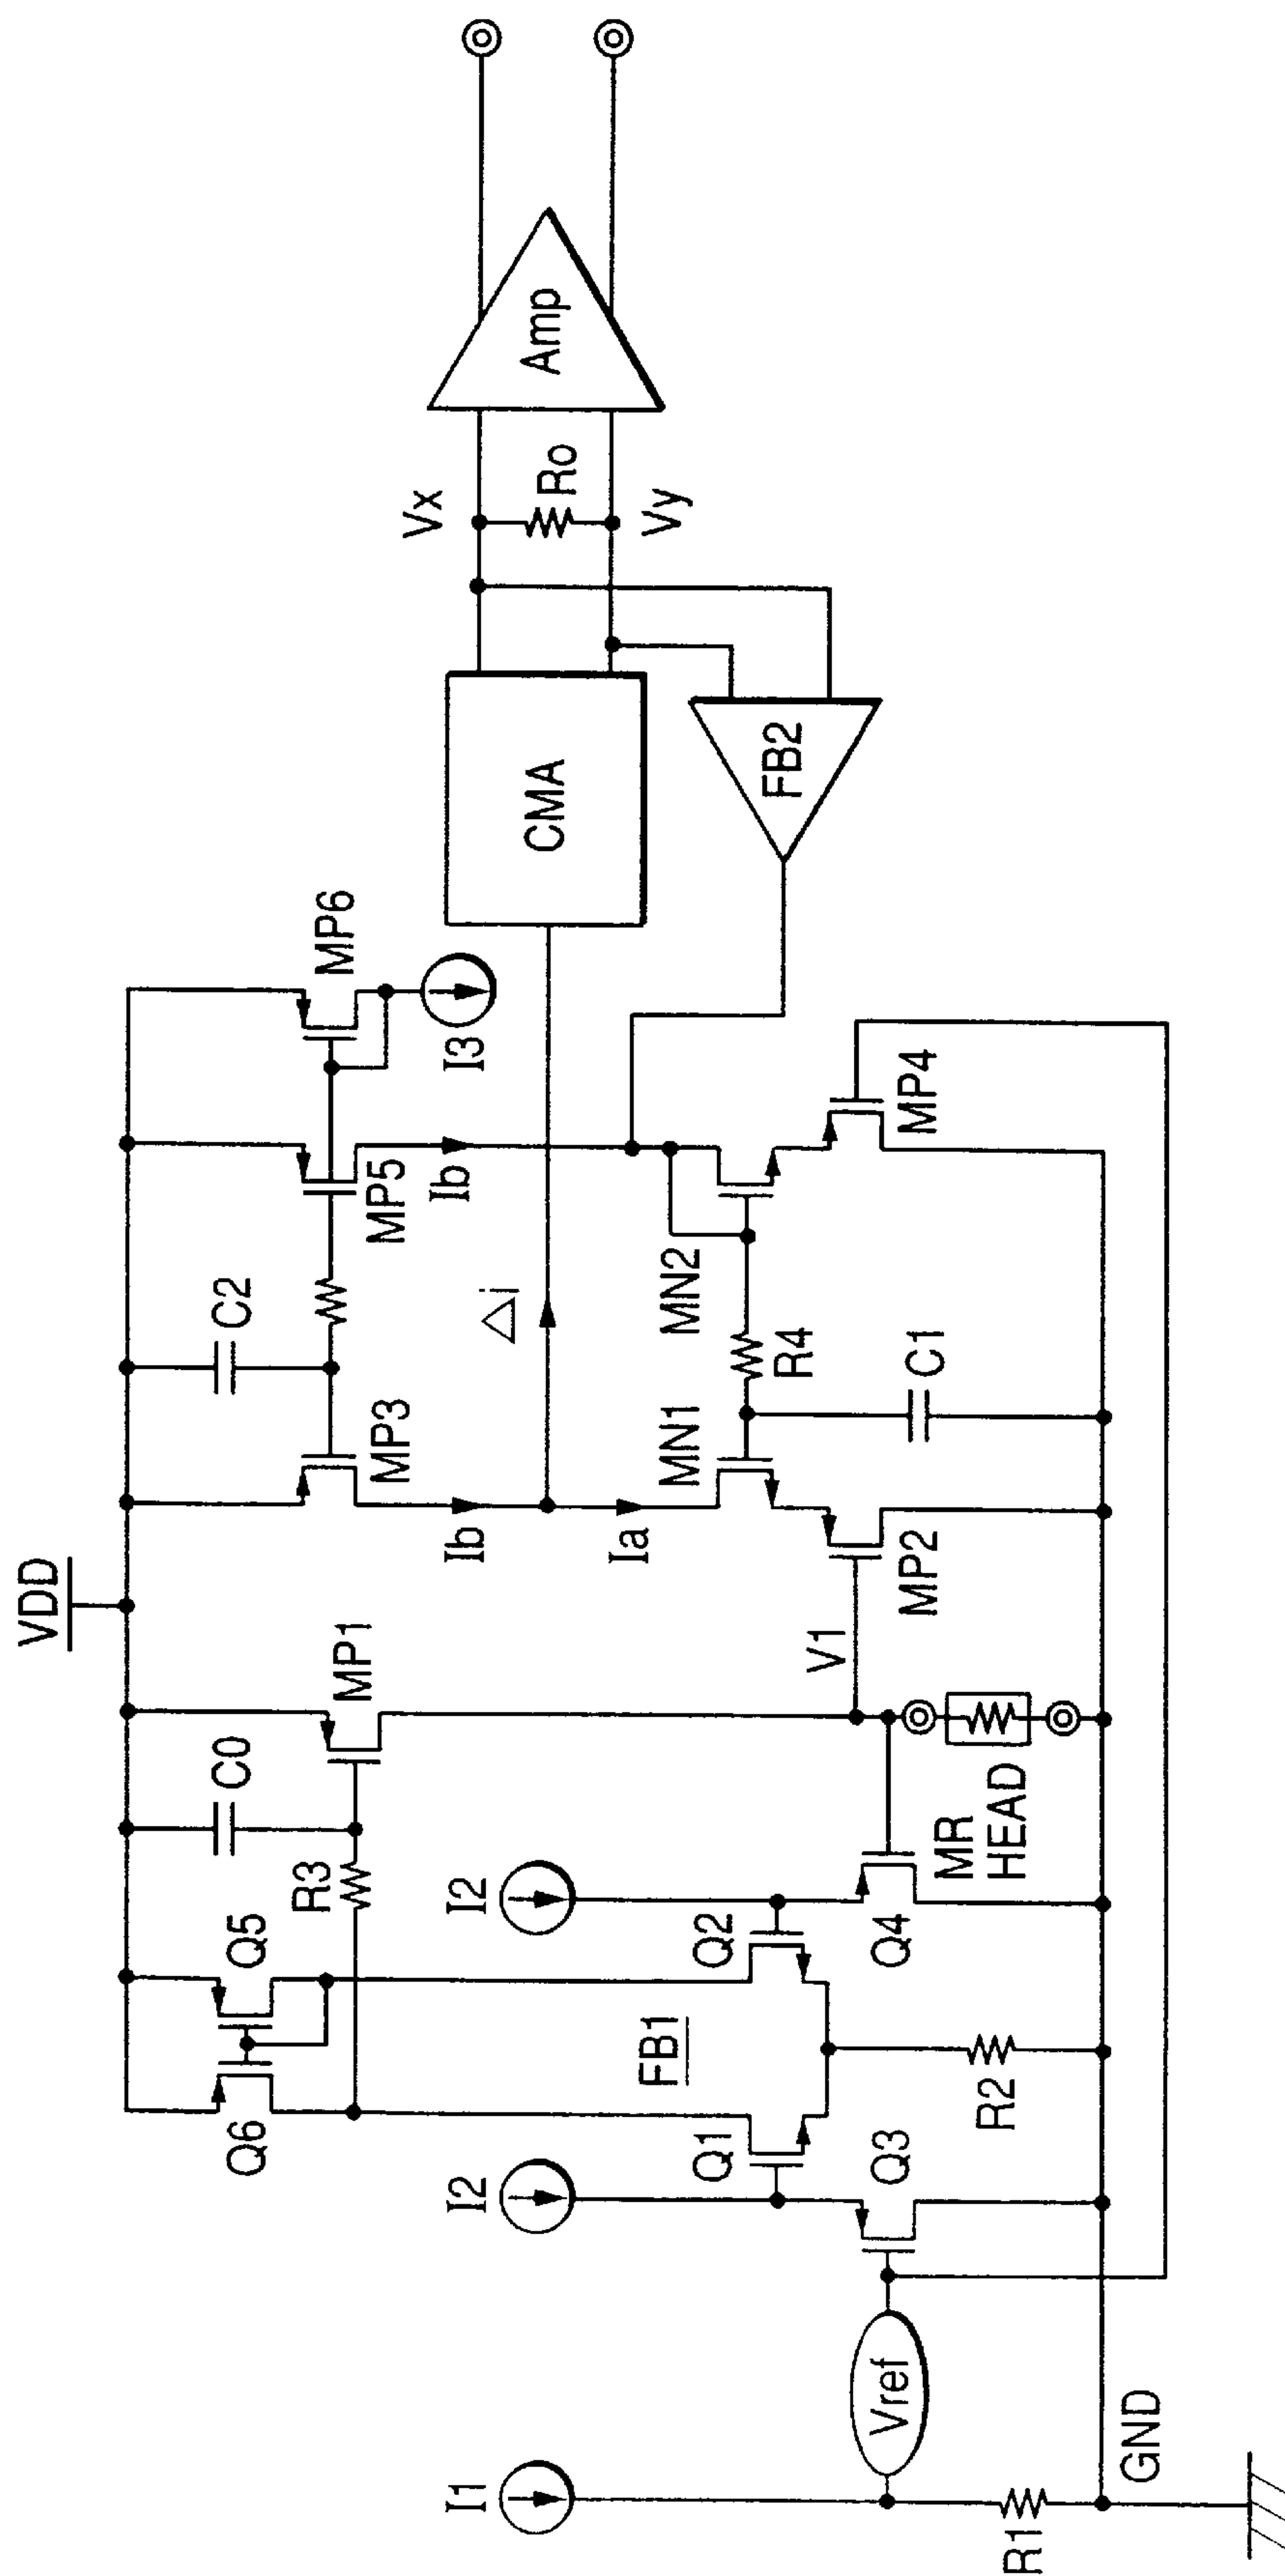 VDD
C0
C2
Q6
Q5
R3
MP1
MP3
MP5
MP6
I1
I2
I2
Ib
Ib
I3
△i
CMA
Vx
Ro
Vy
Amp
FB1
Ia
Q1
Q2
MN1
MN2
R4
FB2
Vref
Q3
Q4
V1
MP2
MP4
R1
R2
MR
HEAD
C1
GND